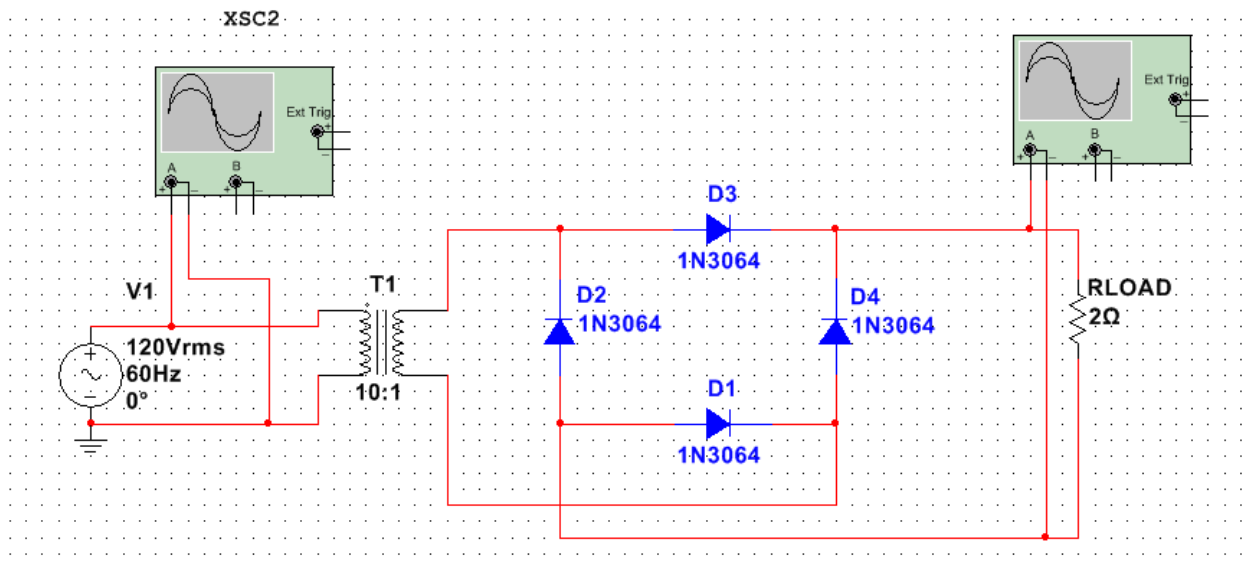 XSC2
Ext Trig
+
−
A
B
+ − + −
Ext Trig
+
−
A
B
+ − + −
D3
1N3064
V1
T1
D2
1N3064
D4
1N3064
RLOAD
2Ω
120Vrms
60Hz
0°
+
−
10:1
D1
1N3064